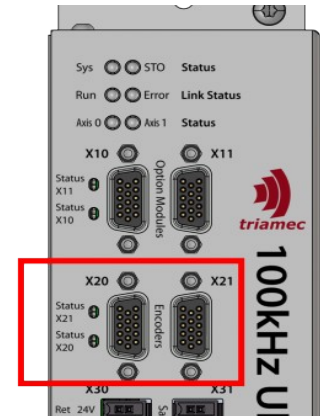 Sys STO Status
Run Error Link Status
Axis 0 Axis 1 Status
X10 X11
Status X11
Status X10
Option Modules
triamec
X20 X21
Status X21
Status X20
Encoders
100kHz
X30 X31
Ret 24V